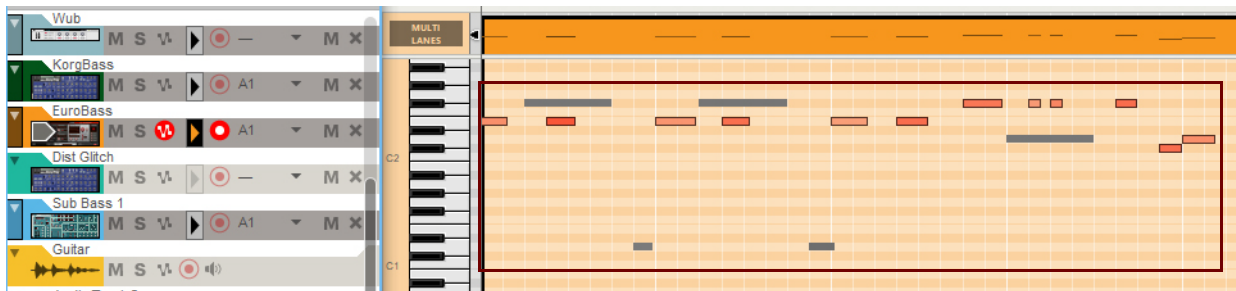 Wub
M S M X
MULTI
LANES
KorgBass
M S A1 M X
EuroBass
M S A1 M X
Dist Glitch
M S M X
C2
Sub Bass 1
M S A1 M X
Guitar
M S
C1